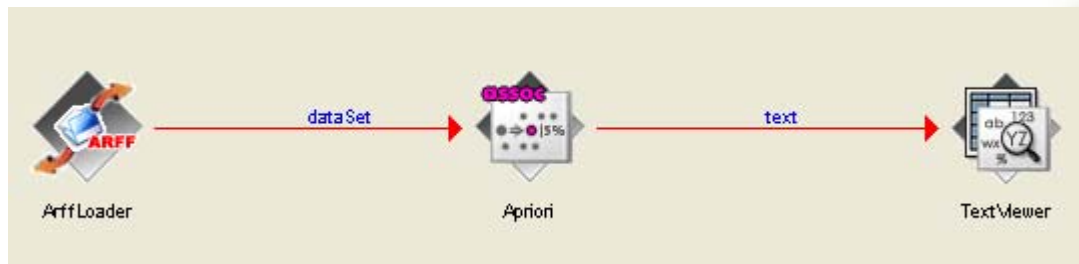 ARFF
ArffLoader
dataSet
assoc
5%
Apriori
text
ab 123
wx YZ
%
TextViewer